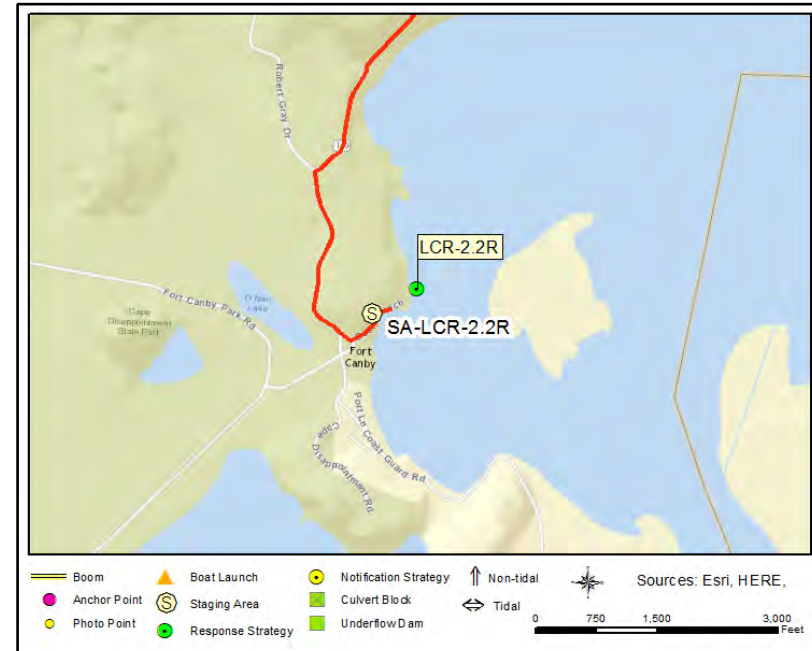 Robert Gray Dr
LCR-2.2R
Fort Canby Park Rd
O Neil
Lake
Cape
Disappointment
State Park
SA-LCR-2.2R
Fort
Canby
Port La Coast Guard Rd
Cape
Disappointment Rd
Boom
Boat Launch
Notification Strategy
Non-tidal
Sources: Esri, HERE,
Anchor Point
Staging Area
Culvert Block
Tidal
Photo Point
Response Strategy
Underflow Dam
0 750 1,500 3,000
Feet